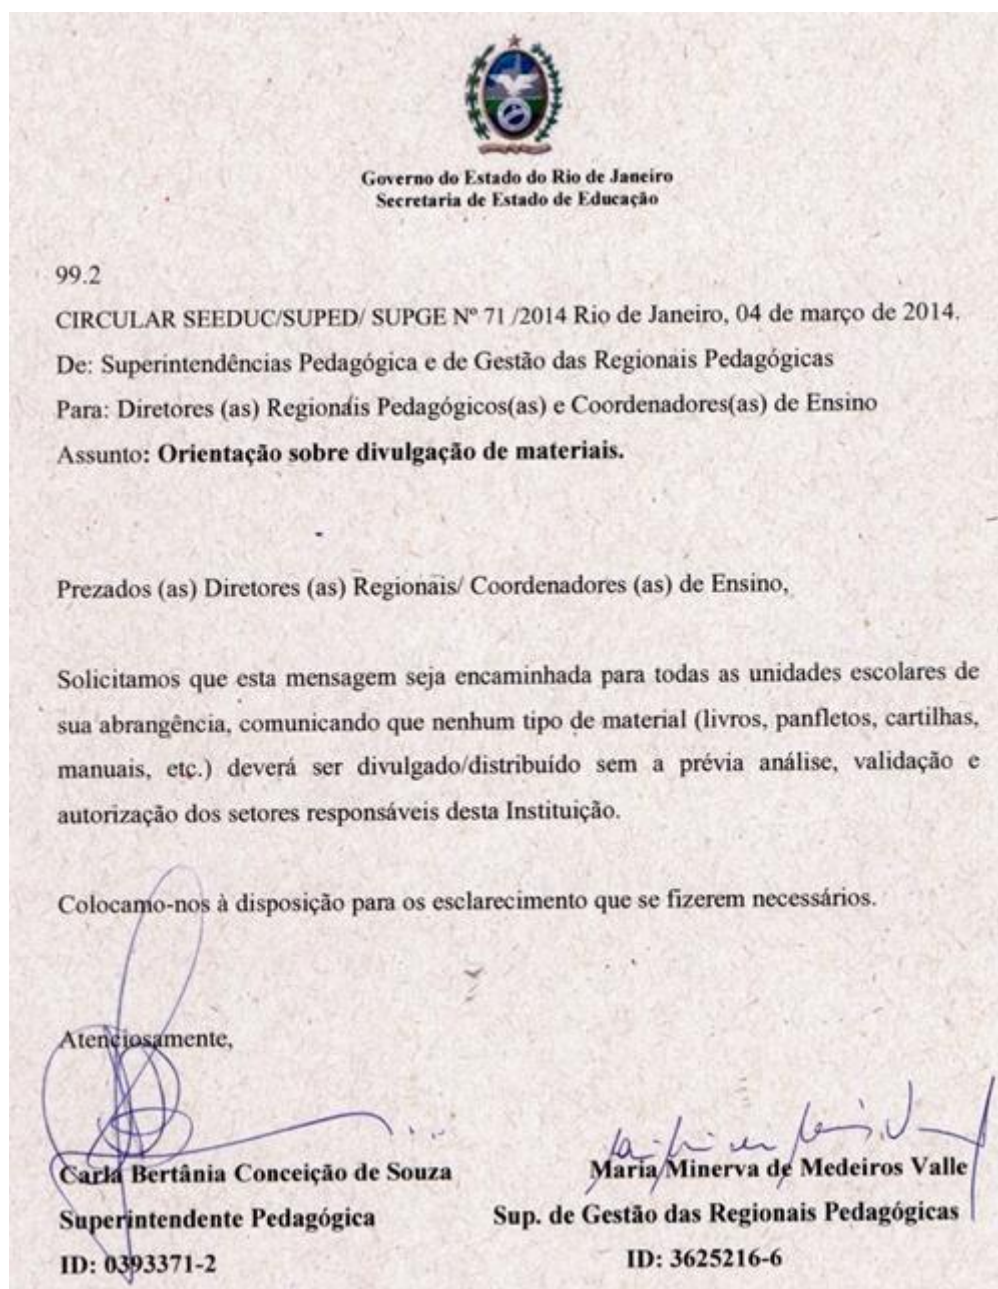 Governo do Estado do Rio de Janeiro
Secretaria de Estado de Educação
99.2
CIRCULAR SEEDUC/SUPED/ SUPGE Nº 71 /2014 Rio de Janeiro, 04 de março de 2014.
De: Superintendências Pedagógica e de Gestão das Regionais Pedagógicas
Para: Diretores (as) Regionais Pedagógicos(as) e Coordenadores(as) de Ensino
Assunto: Orientação sobre divulgação de materiais.
Prezados (as) Diretores (as) Regionais/ Coordenadores (as) de Ensino,
Solicitamos que esta mensagem seja encaminhada para todas as unidades escolares de
sua abrangência, comunicando que nenhum tipo de material (livros, panfletos, cartilhas,
manuais, etc.) deverá ser divulgado/distribuído sem a prévia análise, validação e
autorização dos setores responsáveis desta Instituição.
Colocamo-nos à disposição para os esclarecimento que se fizerem necessários.
Atenciosamente,
Carla Bertânia Conceição de Souza
Superintendente Pedagógica
ID: 0393371-2
Maria Minerva de Medeiros Valle
Sup. de Gestão das Regionais Pedagógicas
ID: 3625216-6